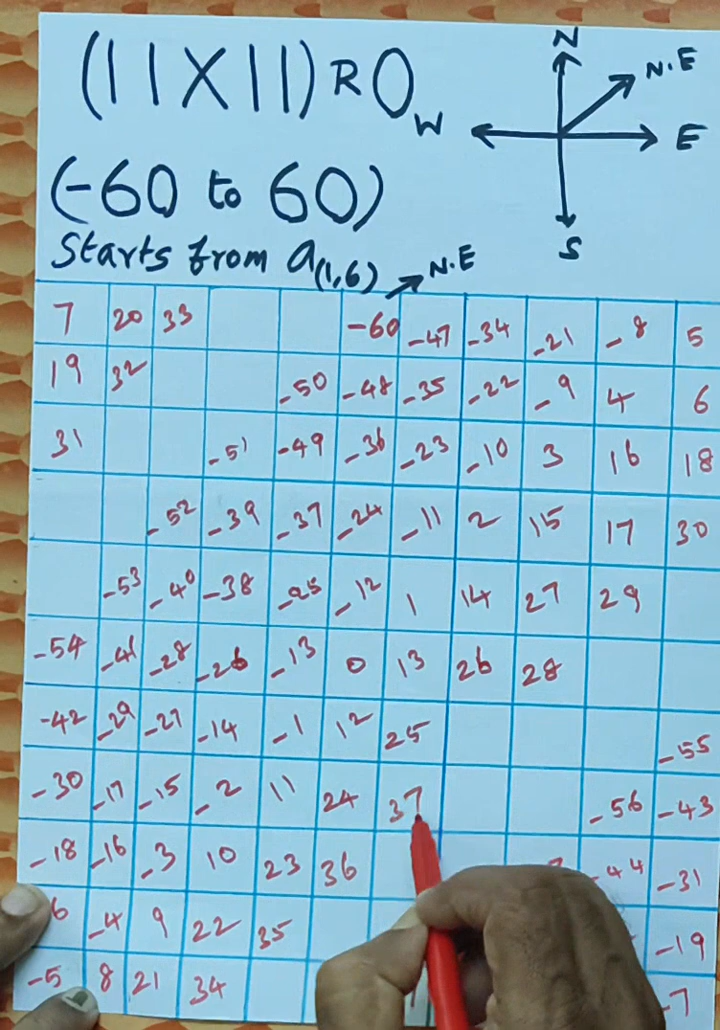 (11X11) R O
N
N.E
W
E
S
(-60 to 60)
Starts from a(1,6)
N.E
7 20 33 -60 -47 -34 -21 -8 5
19 32 -50 -48 -35 -22 -9 4 6
31 -51 -49 -36 -23 -10 3 16 18
-52 -39 -37 -24 -11 2 15 17 30
-53 -40 -38 -25 -12 1 14 27 29
-54 -41 -28 -26 -13 0 13 26 28
-42 -29 -27 -14 -1 12 25 -55
-30 -17 -15 -2 11 24 37 -56 -43
-18 -16 -3 10 23 36 -44 -31
6 -4 9 22 35 -19
-5 8 21 34 -7